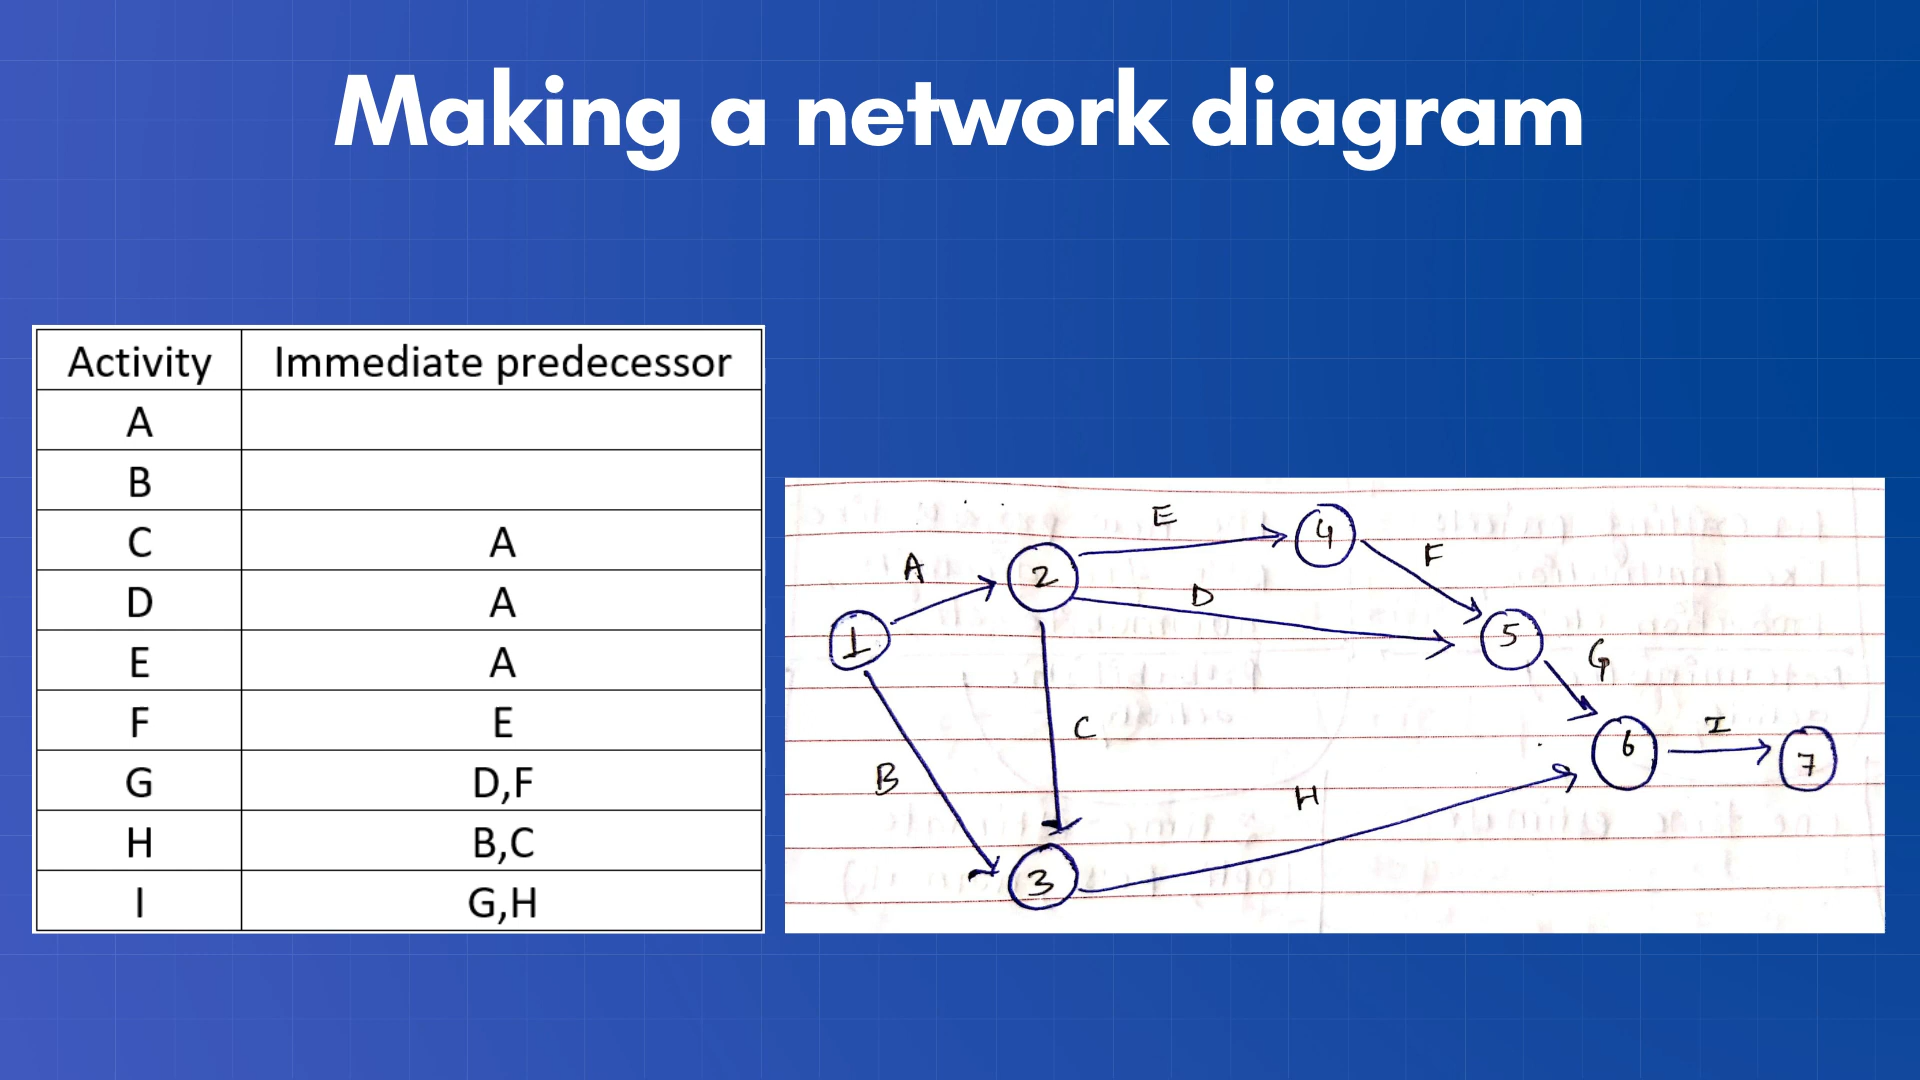 Making a network diagram
Activity Immediate predecessor
A
B
C A
D A
E A
F E
G D,F
H B,C
I G,H
E
4
A
2
F
D
1
5
G
C
I
6
7
B
H
3